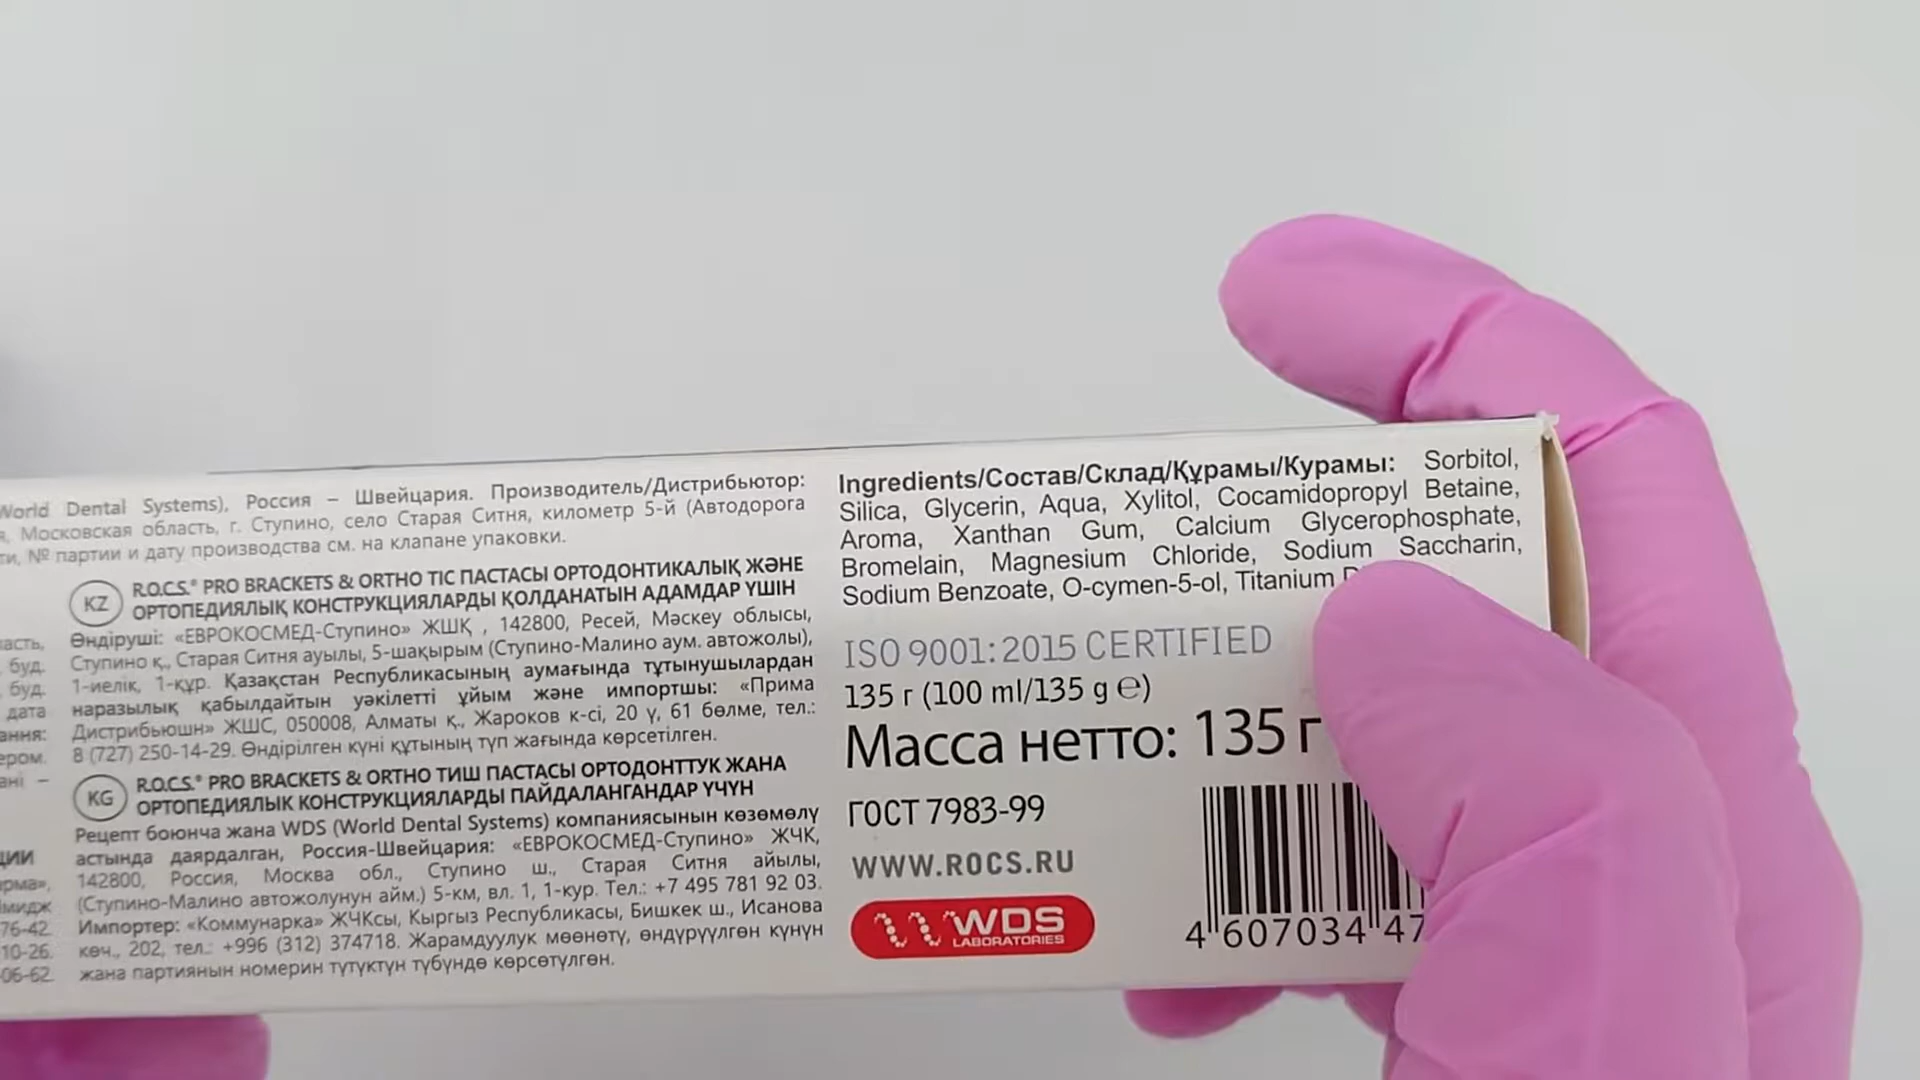 World Dental Systems), Россия – Швейцария. Производитель/Дистрибьютор:
Московская область, г. Ступино, село Старая Ситня, километр 5-й (Автодорога
№ партии и дату производства см. на клапане упаковки.
KZ
R.O.C.S.® PRO BRACKETS & ORTHO ТІС ПАСТАСЫ ОРТОДОНТИКАЛЫҚ ЖӘНЕ
ОРТОПЕДИЯЛЫҚ КОНСТРУКЦИЯЛАРДЫ ҚОЛДАНАТЫН АДАМДАР ҮШІН
Өндіруші: «ЕВРОКОСМЕД-Ступино» ЖШҚ , 142800, Ресей, Мәскеу облысы,
Ступино қ., Старая Ситня ауылы, 5-шақырым (Ступино-Малино аум. автожолы),
1-иелік, 1-құр. Қазақстан Республикасының аумағында тұтынушылардан
наразылық қабылдайтын уәкілетті ұйым және импортшы: «Прима
Дистрибьюшн» ЖШС, 050008, Алматы қ., Жароков к-сі, 20 ү, 61 бөлме, тел.:
8 (727) 250-14-29. Өндірілген күні құтының түп жағында көрсетілген.
KG
R.O.C.S.® PRO BRACKETS & ORTHO ТИШ ПАСТАСЫ ОРТОДОНТТУК ЖАНА
ОРТОПЕДИЯЛЫК КОНСТРУКЦИЯЛАРДЫ ПАЙДАЛАНГАНДАР ҮЧҮН
Рецепт боюнча жана WDS (World Dental Systems) компаниясынын көзөмөлү
астында даярдалган, Россия-Швейцария: «ЕВРОКОСМЕД-Ступино» ЖЧК,
142800, Россия, Москва обл., Ступино ш., Старая Ситня айылы,
(Ступино-Малино автожолунун айм.) 5-км, вл. 1, 1-кур. Тел.: +7 495 781 92 03.
Импортер: «Коммунарка» ЖЧКсы, Кыргыз Республикасы, Бишкек ш., Исанова
көч., 202, тел.: +996 (312) 374718. Жарамдуулук мөөнөтү, өндүрүүлгөн күнүн
жана партиянын номерин түтүктүн түбүндө көрсөтүлгөн.
буд.
буд.
дата
76-42.
10-26.
06-62.
Ingredients/Состав/Склад/Құрамы/Курамы: Sorbitol,
Silica, Glycerin, Aqua, Xylitol, Cocamidopropyl Betaine,
Aroma, Xanthan Gum, Calcium Glycerophosphate,
Bromelain, Magnesium Chloride, Sodium Saccharin,
Sodium Benzoate, O-cymen-5-ol, Titanium
ISO 9001:2015 CERTIFIED
135 г (100 ml/135 g ℮)
Масса нетто: 135 г
ГОСТ 7983-99
WWW.ROCS.RU
WDS
LABORATORIES
4 607034 47